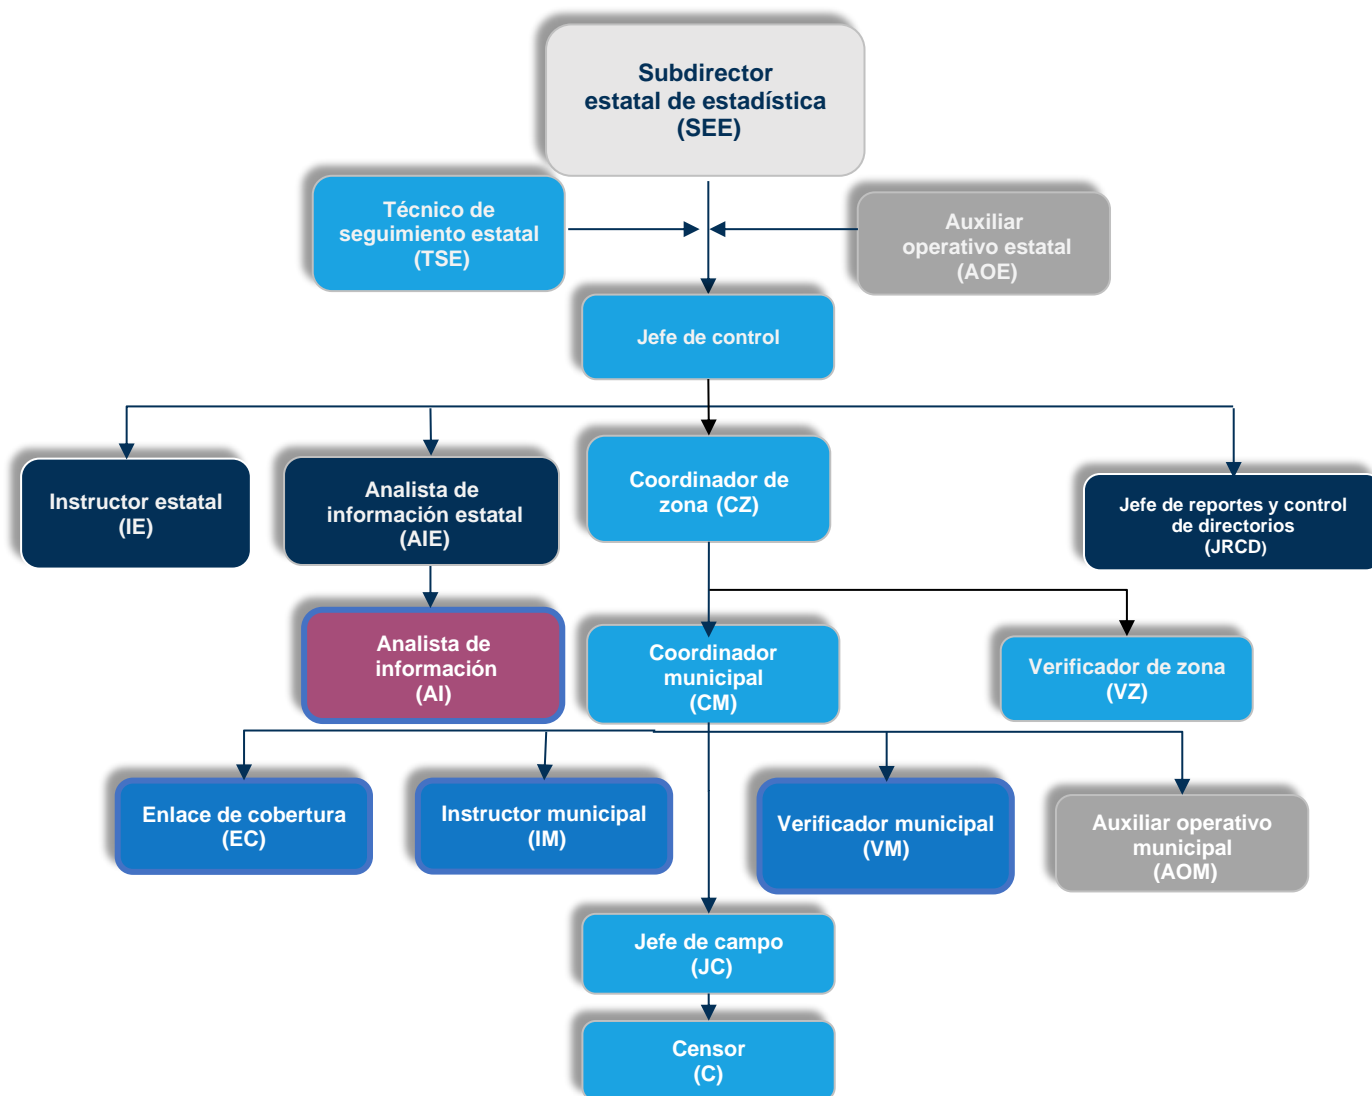 Subdirector
estatal de estadística
(SEE)
Técnico de
seguimiento estatal
(TSE)
Auxiliar
operativo estatal
(AOE)
Jefe de control
Instructor estatal
(IE)
Analista de
información estatal
(AIE)
Coordinador de
zona (CZ)
Jefe de reportes y control
de directorios
(JRCD)
Analista de
información
(AI)
Coordinador
municipal
(CM)
Verificador de zona
(VZ)
Enlace de cobertura
(EC)
Instructor municipal
(IM)
Verificador municipal
(VM)
Auxiliar operativo
municipal
(AOM)
Jefe de campo
(JC)
Censor
(C)